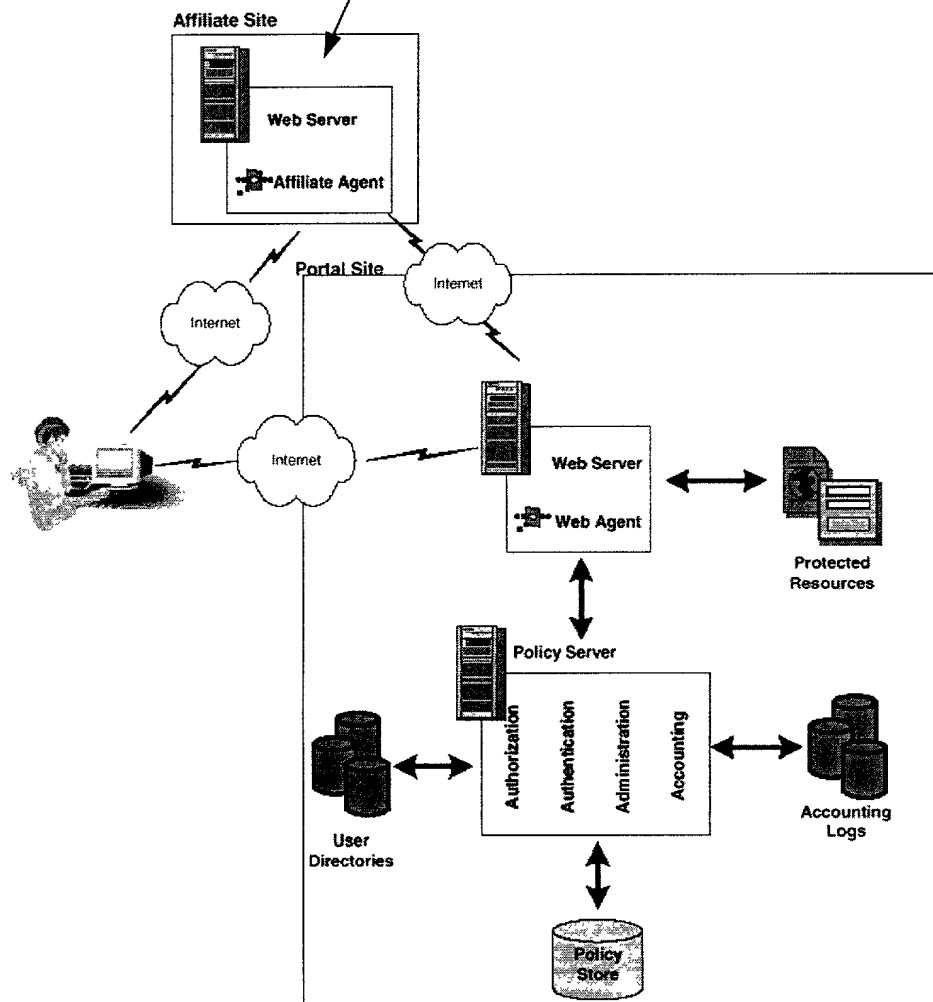 Affiliate Site
Web Server
Affiliate Agent
Portal Site
Internet
Internet
Internet
Web Server
Web Agent
Protected
Resources
Policy Server
Authorization
Authentication
Administration
Accounting
User
Directories
Accounting
Logs
Policy
Store